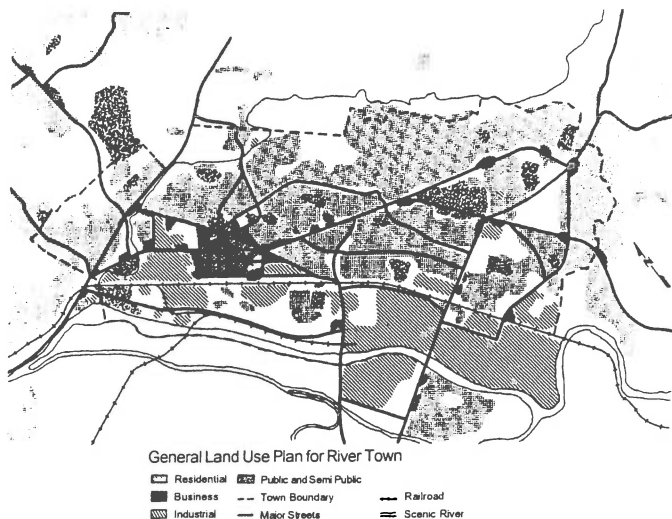 General Land Use Plan for River Town
Residential Public and Semi Public
Business Town Boundary Railroad
Industrial Major Streets Scenic River